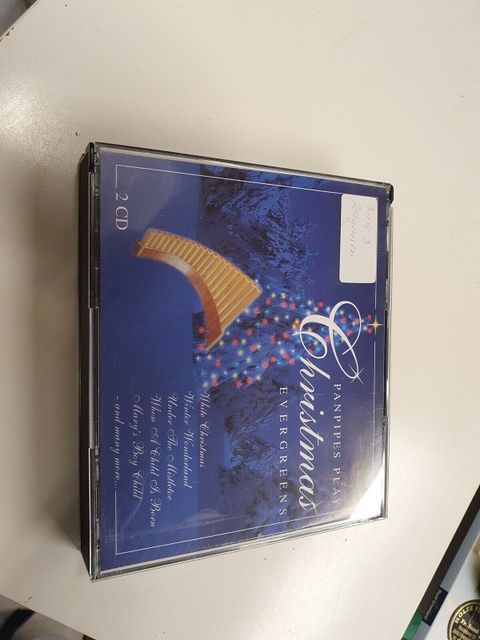 PANPIPES PLAY
Christmas
EVERGREENS
White Christmas
Winter Wonderland
Under The Mistletoe
When A Child Is Born
Mary's Boy Child
- and many more...
2 CD